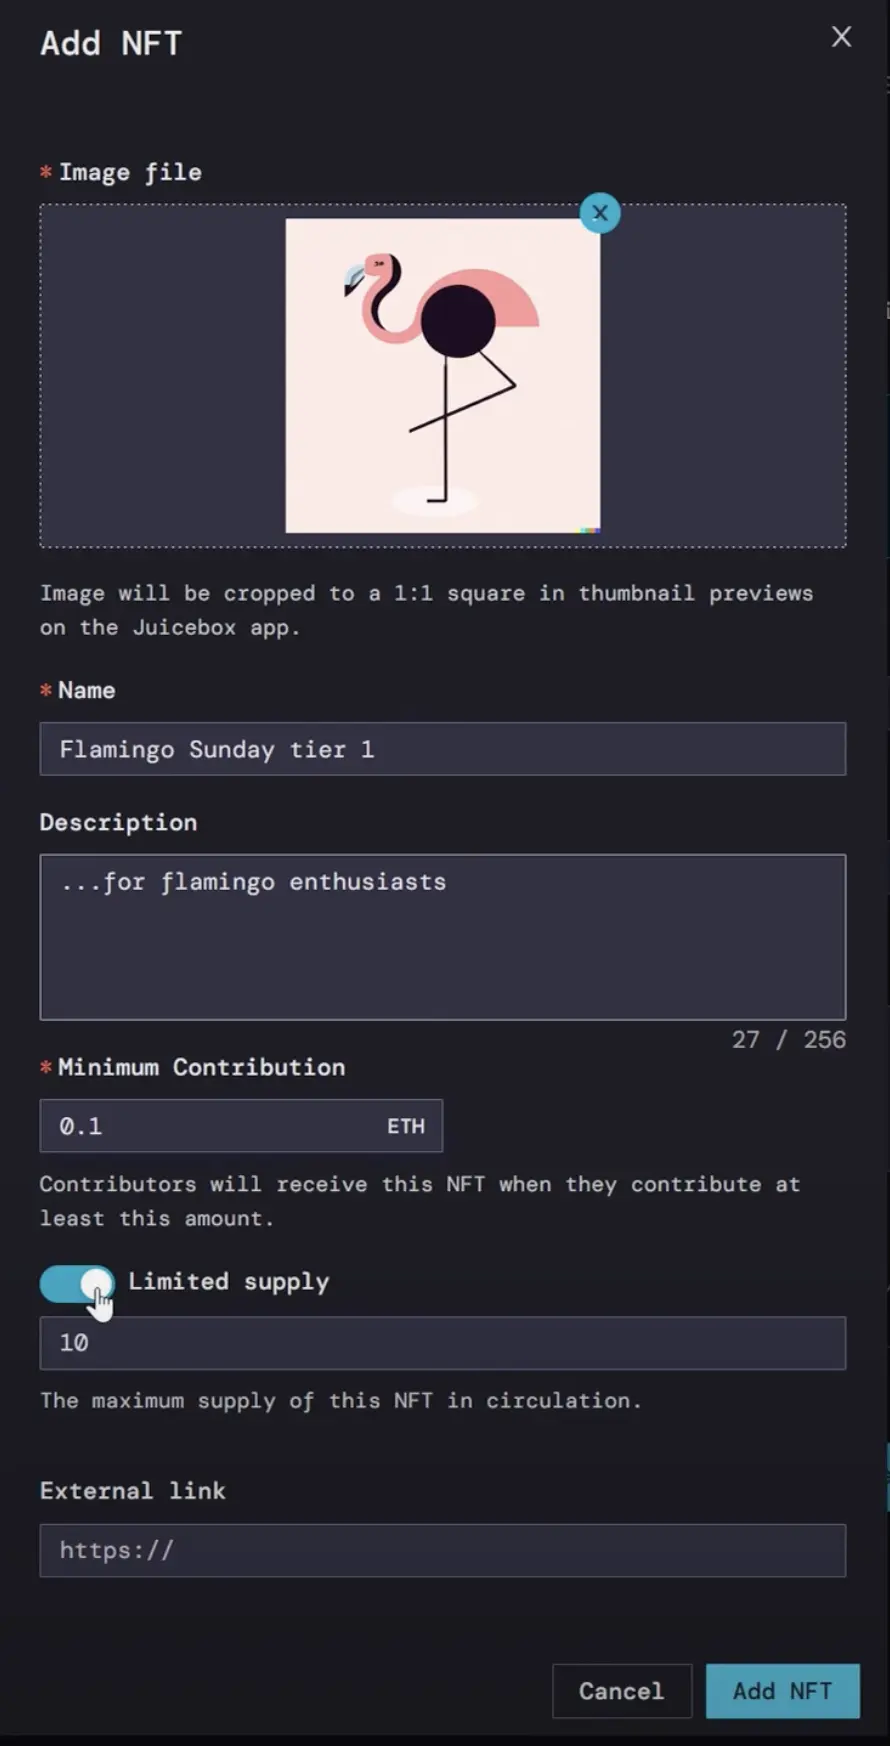 Add NFT
X
* Image file
X
Image will be cropped to a 1:1 square in thumbnail previews
on the Juicebox app.
* Name
Flamingo Sunday tier 1
Description
...for flamingo enthusiasts
27 / 256
* Minimum Contribution
0.1 ETH
Contributors will receive this NFT when they contribute at
least this amount.
Limited supply
10
The maximum supply of this NFT in circulation.
External link
https://
Cancel Add NFT